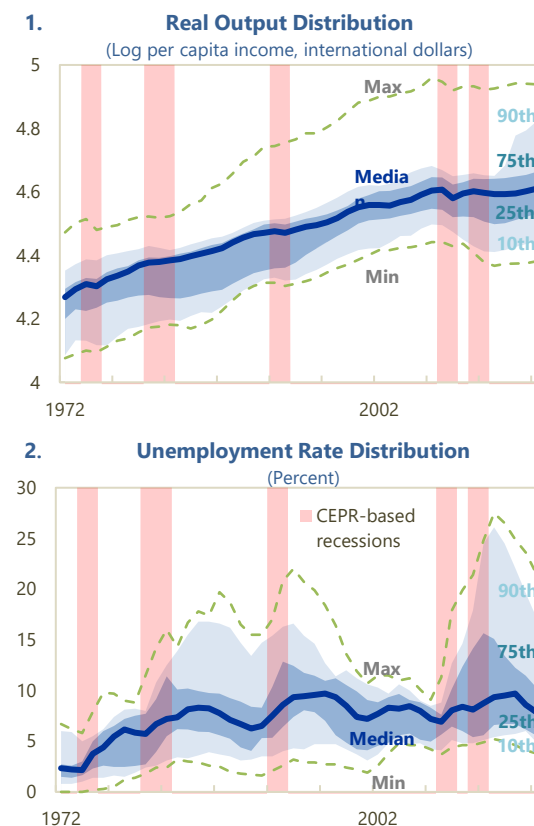 1. Real Output Distribution
(Log per capita income, international dollars)
5
Max
90th
4.8
75th
Media
n
4.6
25th
10th
4.4
Min
4.2
4
1972 2002
2. Unemployment Rate Distribution
(Percent)
30
CEPR-based
recessions
25
20
90th
15
75th
Max
10
25th
Median
5
10th
Min
0
1972 2002